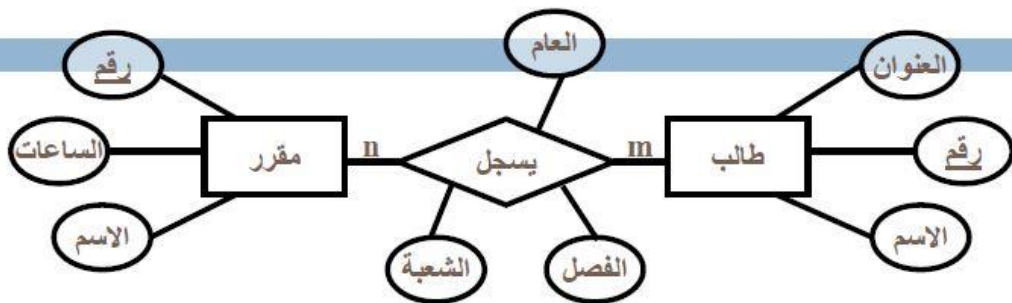 العام
العنوان
رقم
طالب
m
يسجل
n
مقرر
رقم
الساعات
الاسم
الفصل
الشعبة
الاسم